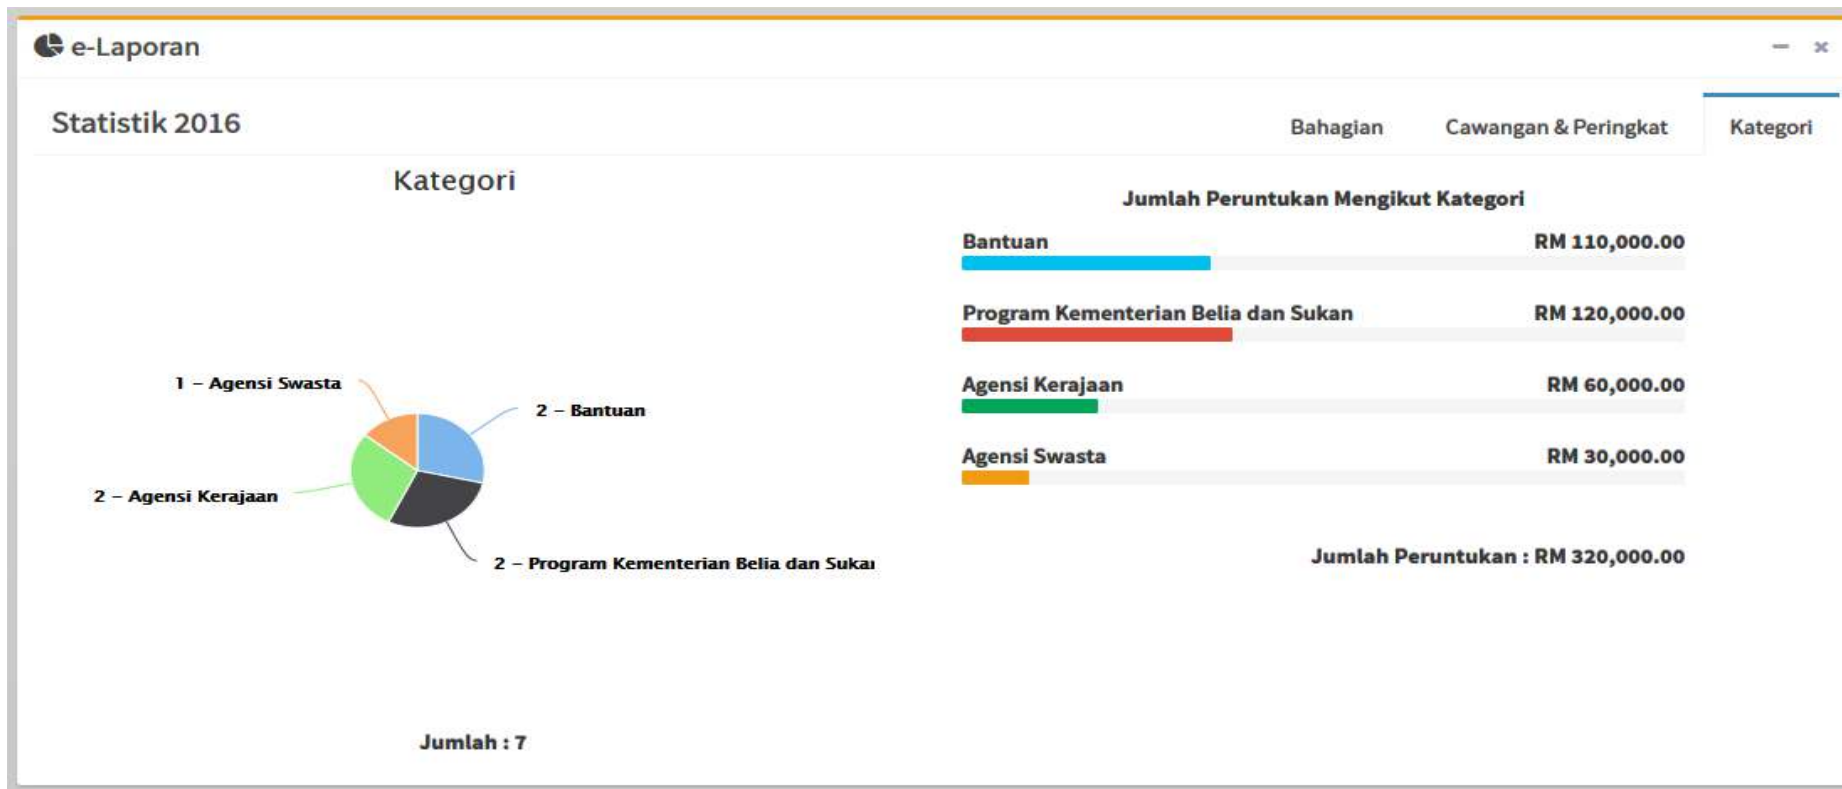 e-Laporan
Statistik 2016
Bahagian
Cawangan & Peringkat
Kategori
Kategori
1 – Agensi Swasta
2 – Bantuan
2 – Agensi Kerajaan
2 – Program Kementerian Belia dan
Jumlah : 7
Jumlah Peruntukan Mengikut Kategori
Bantuan RM 110,000.00
Program Kementerian Belia dan Sukan RM 120,000.00
Agensi Kerajaan RM 60,000.00
Agensi Swasta RM 30,000.00
Jumlah Peruntukan : RM 320,000.00